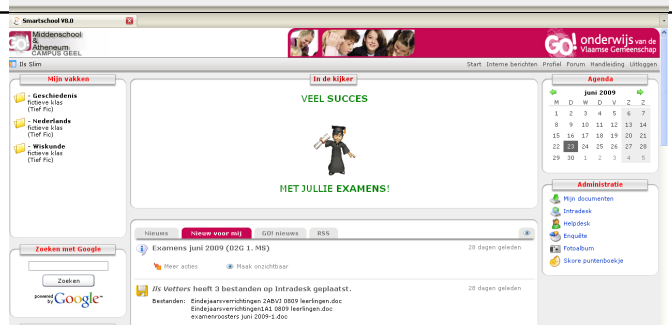 Smartschool V8.0
GO!
Middenschool
&
Atheneum
CAMPUS GEEL
GO! onderwijs van de
Vlaamse Gemeenschap
Ils Slim
Start Interne berichten Profiel Forum Handleiding Uitloggen
Mijn vakken
- Geschiedenis
fictieve klas
(Tief Fic)
- Nederlands
fictieve klas
(Tief Fic)
- Wiskunde
fictieve klas
(Tief Fic)
Zoeken met Google
Zoeken
powered by Google™
In de kijker
VEEL SUCCES
MET JULLIE EXAMENS!
Nieuws Nieuw voor mij GO! nieuws RSS
Examens juni 2009 (02G 1. MS) 28 dagen geleden
Meer acties Maak onzichtbaar
Ils Vetters heeft 3 bestanden op Intradesk geplaatst. 28 dagen geleden
Bestanden: Eindejaarsverrichtingen 2ABVJ 0809 leerlingen.doc
Eindejaarsverrichtingen1A1 0809 leerlingen.doc
examenroosters juni 2009-1.doc
Agenda
juni 2009
M D W D V Z Z
1 2 3 4 5 6 7
8 9 10 11 12 13 14
15 16 17 18 19 20 21
22 23 24 25 26 27 28
29 30 1 2 3 4 5
Administratie
Mijn documenten
Intradesk
Helpdesk
Enquête
Fotoalbum
Skore puntenboekje